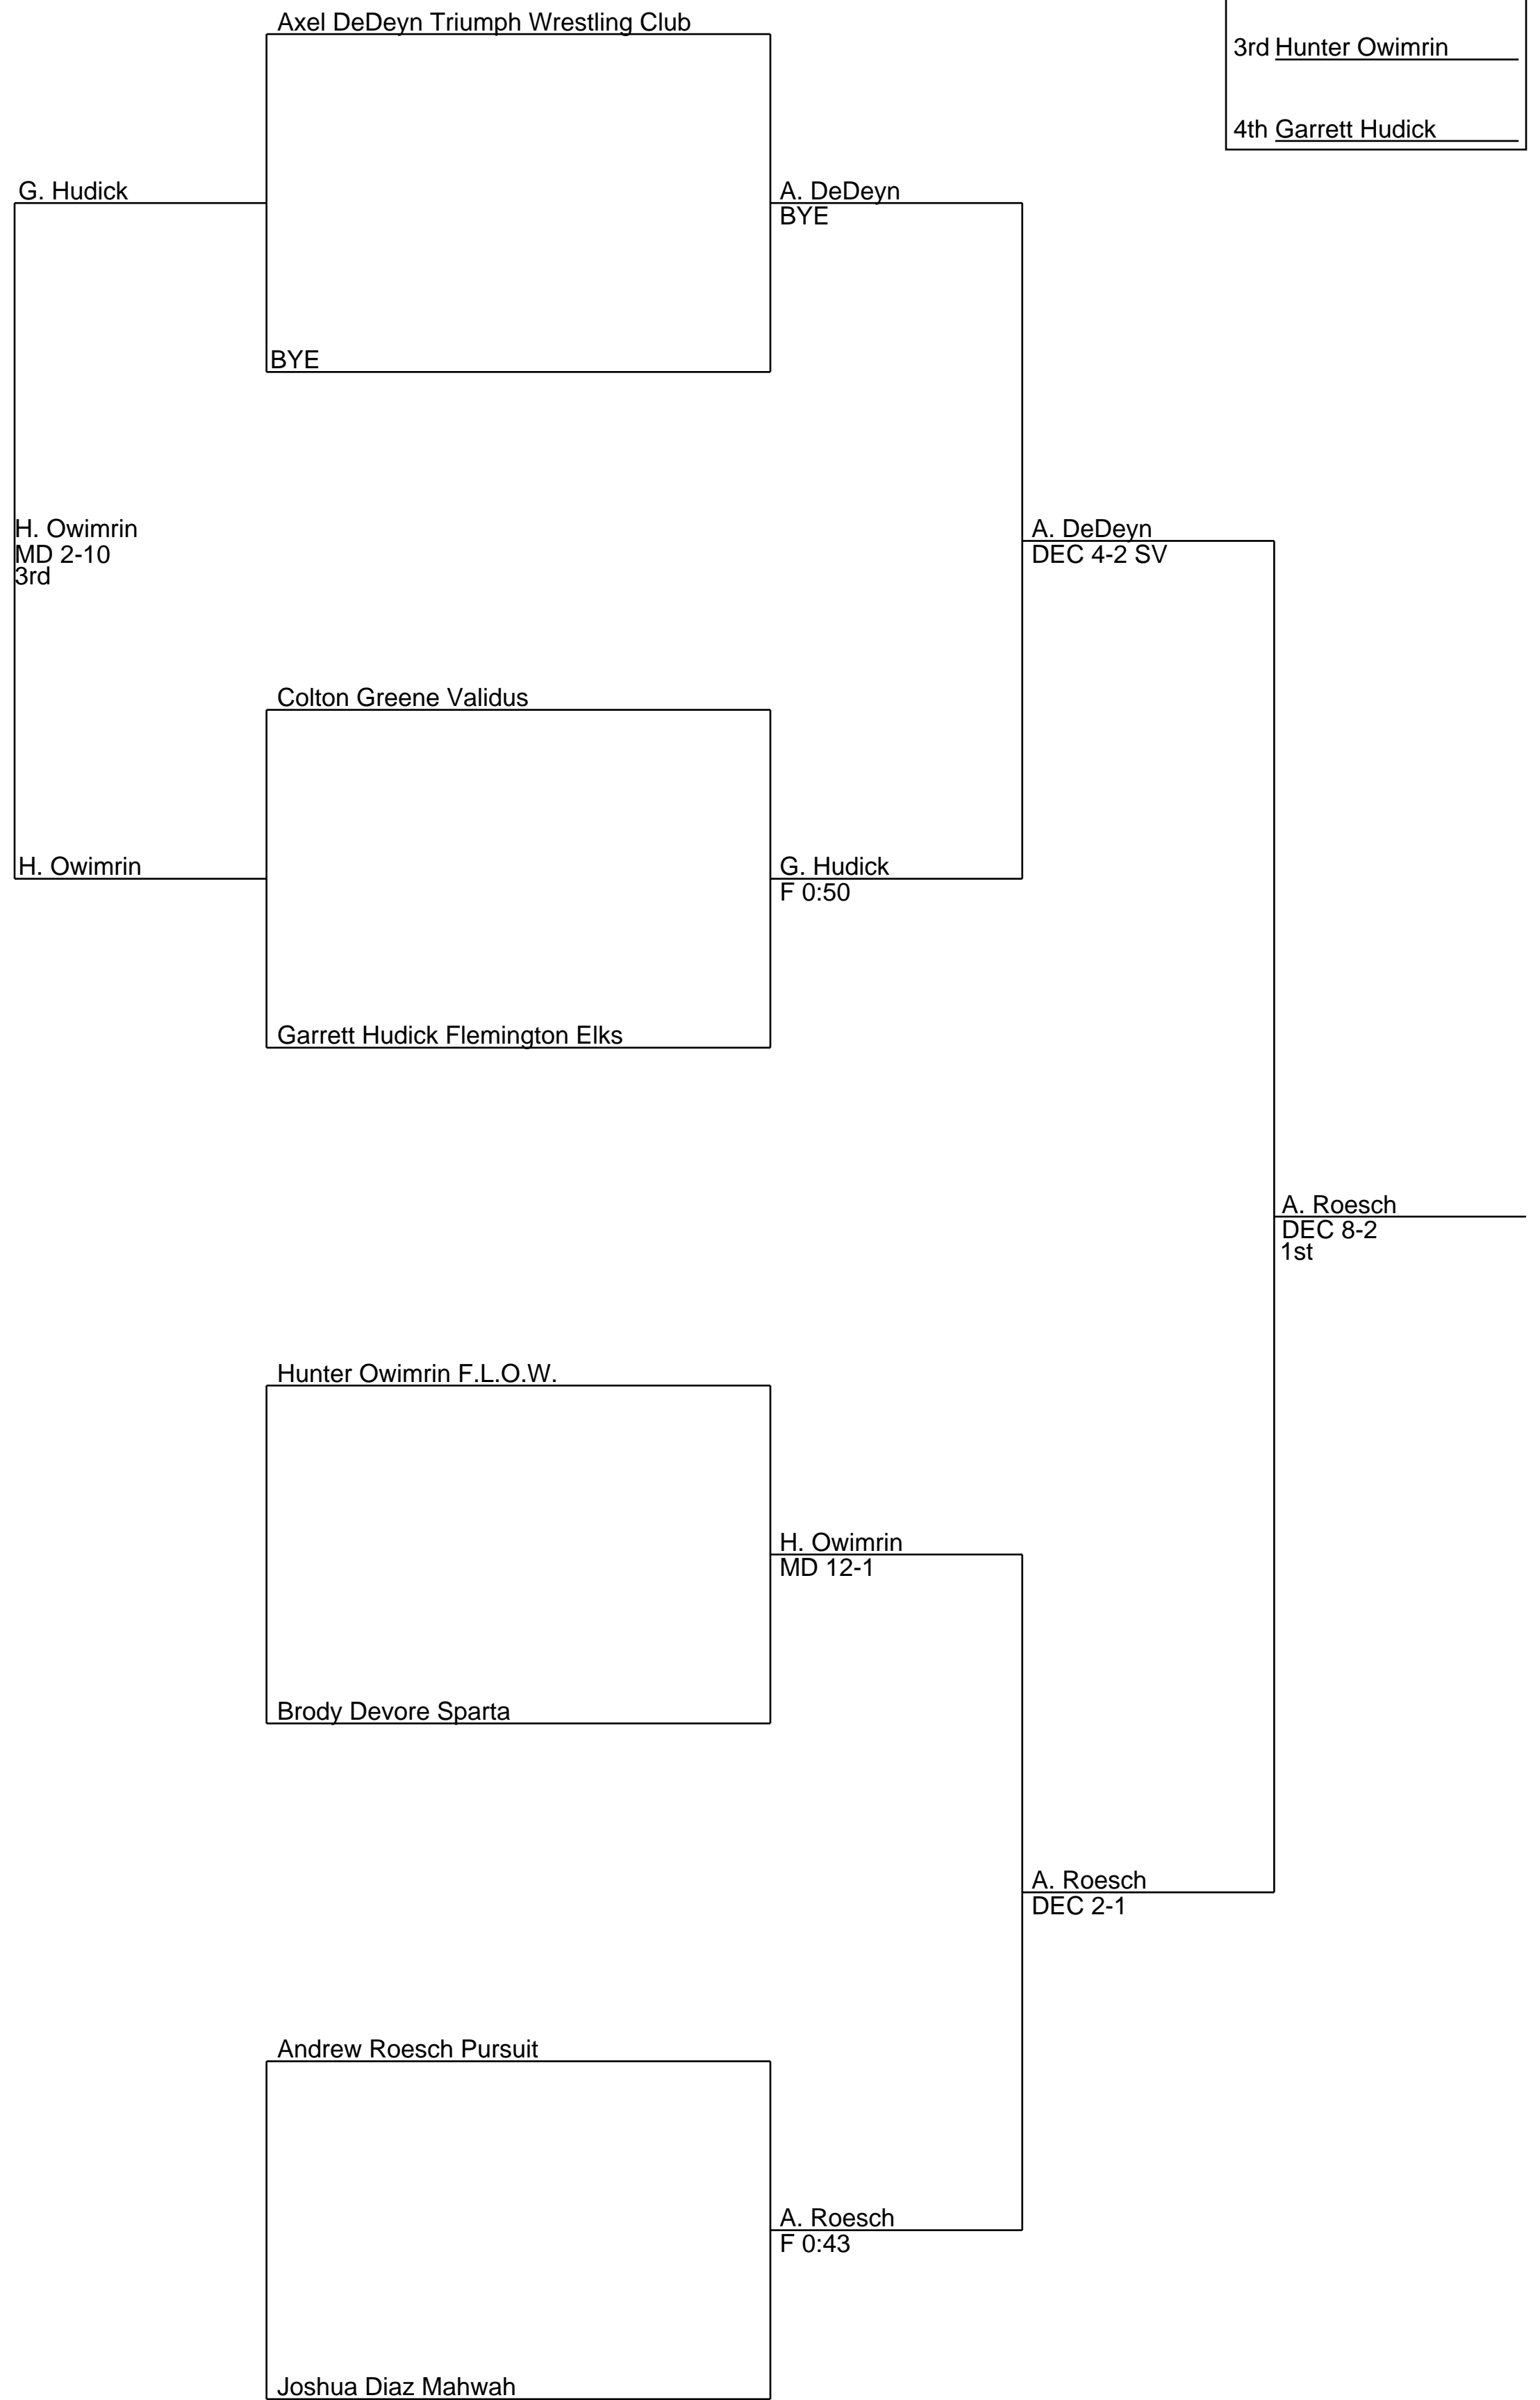 Axel DeDeyn Triumph Wrestling Club
3rd Hunter Owimrin
4th Garrett Hudick
G. Hudick
A. DeDeyn
BYE
BYE
H. Owimrin
MD 2-10
3rd
A. DeDeyn
DEC 4-2 SV
Colton Greene Validus
H. Owimrin
G. Hudick
F 0:50
Garrett Hudick Flemington Elks
A. Roesch
DEC 8-2
1st
Hunter Owimrin F.L.O.W.
H. Owimrin
MD 12-1
Brody Devore Sparta
A. Roesch
DEC 2-1
Andrew Roesch Pursuit
A. Roesch
F 0:43
Joshua Diaz Mahwah